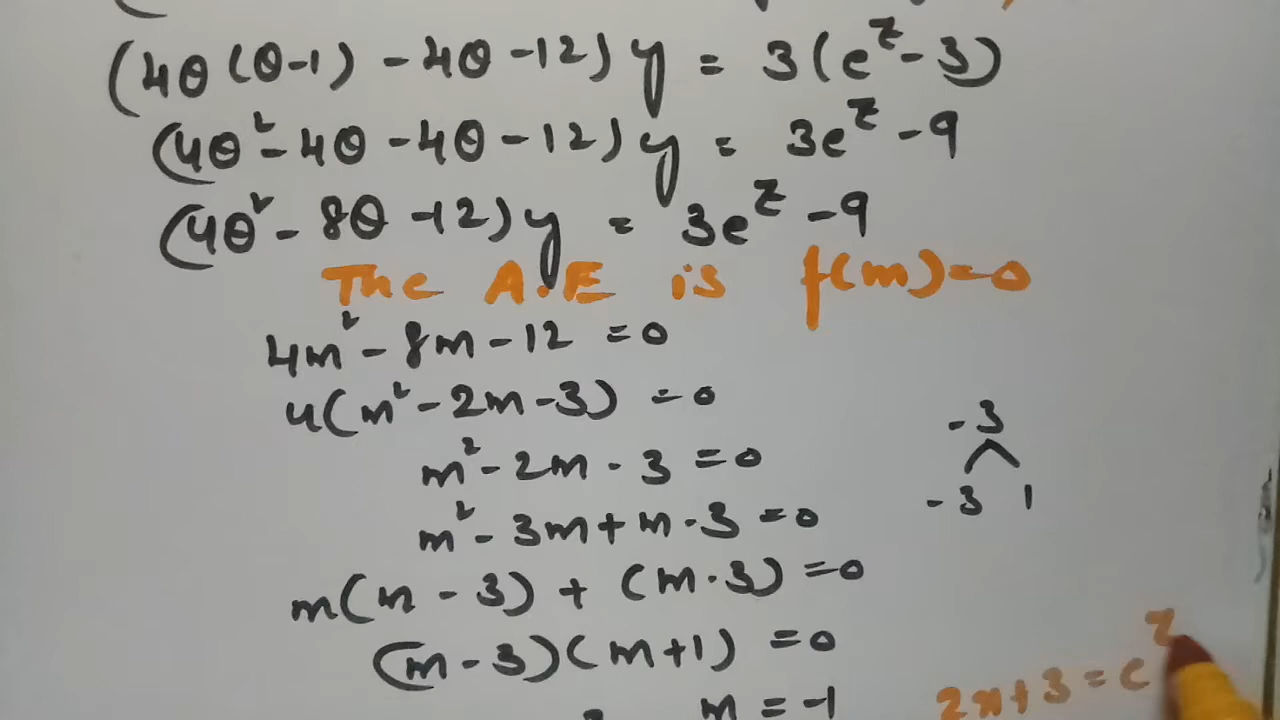 (4θ(θ-1) - 4θ - 12) y = 3(e^z - 3)
(4θ² - 4θ - 4θ - 12) y = 3e^z - 9
(4θ² - 8θ - 12) y = 3e^z - 9
The A.E is f(m)=0
4m² - 8m - 12 = 0
4(m² - 2m - 3) = 0
m² - 2m - 3 = 0
m² - 3m + m - 3 = 0
m(m - 3) + (m - 3) = 0
(m - 3)(m + 1) = 0
m = -1
-3
-3 1
2x + 3 = e^z